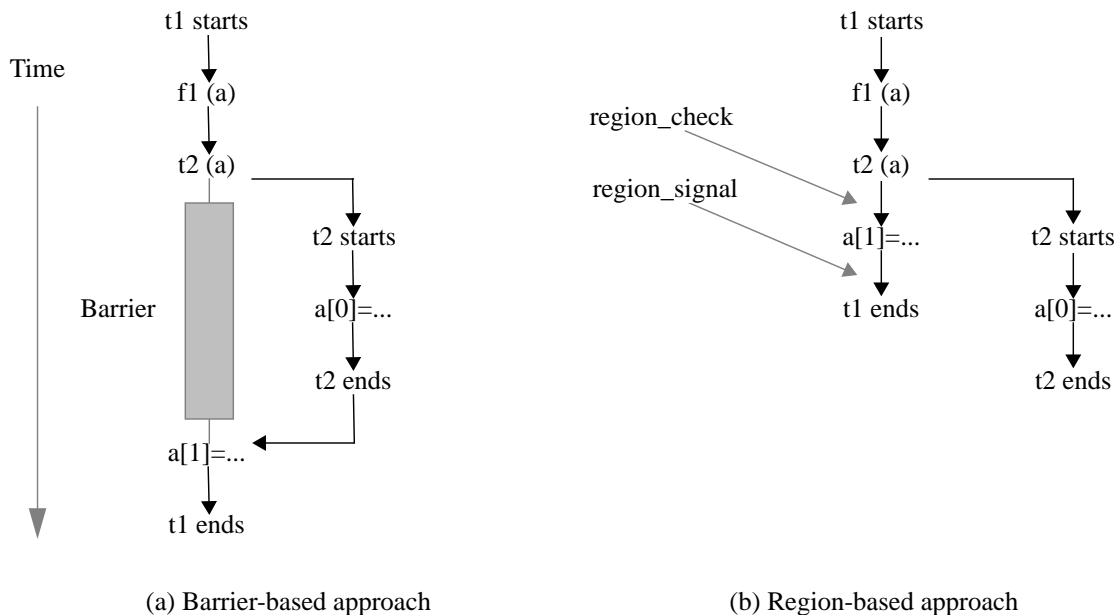 t1 starts
Time
f1 (a)
t2 (a)
t2 starts
Barrier
a[0]=...
t2 ends
a[1]=...
t1 ends
(a) Barrier-based approach
t1 starts
f1 (a)
region_check
t2 (a)
region_signal
a[1]=...
t2 starts
t1 ends
a[0]=...
t2 ends
(b) Region-based approach